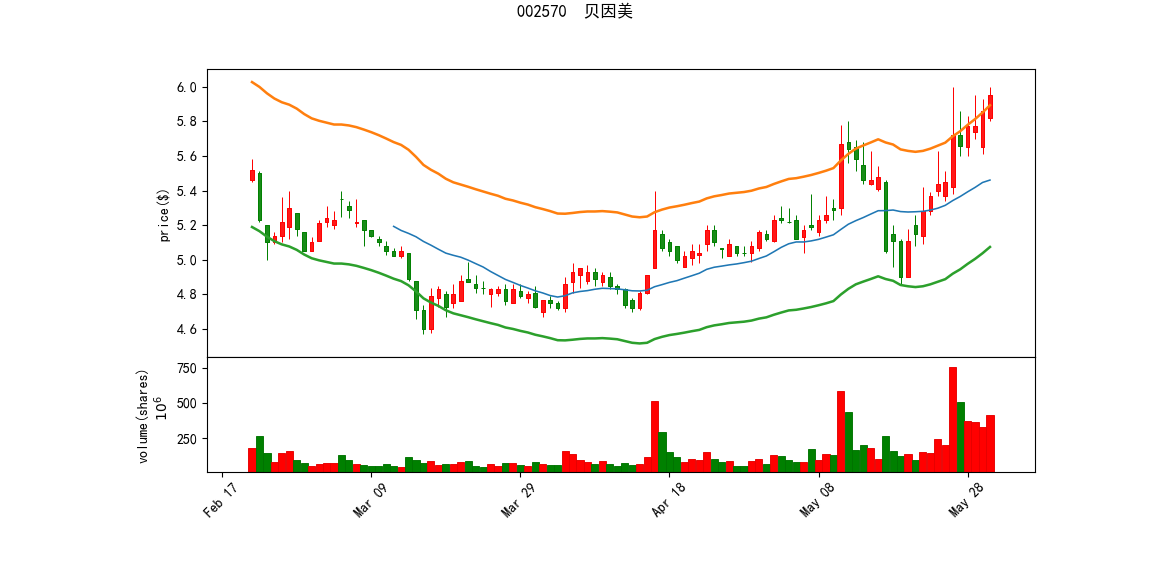 002570 贝因美
6.0
5.8
5.6
5.4
5.2
5.0
4.8
4.6
price($)
750
500
250
volume(shares)
10^6
Feb 17
Mar 09
Mar 29
Apr 18
May 08
May 28